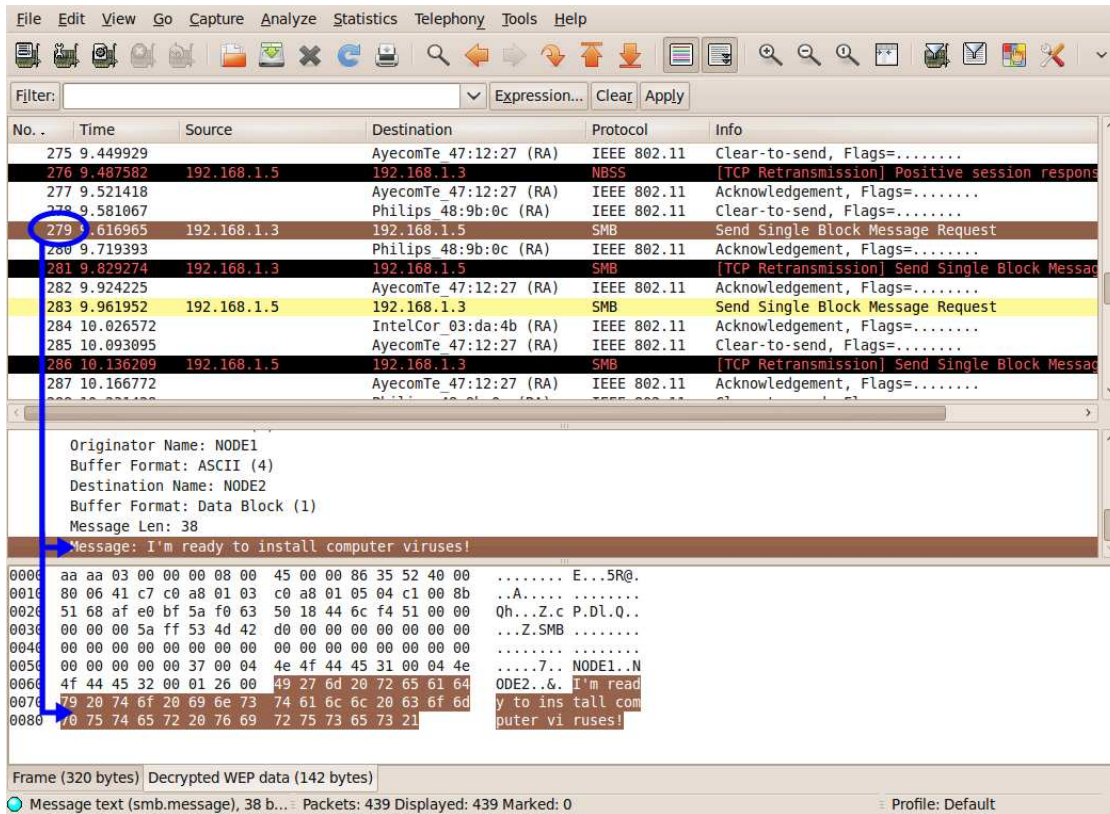 File Edit View Go Capture Analyze Statistics Telephony Tools Help
Filter: Expression... Clear Apply
No. . Time Source Destination Protocol Info
275 9.449929 AyecomTe_47:12:27 (RA) IEEE 802.11 Clear-to-send, Flags=........
276 9.487582 192.168.1.5 192.168.1.3 NBSS [TCP Retransmission] Positive session respons
277 9.521418 AyecomTe_47:12:27 (RA) IEEE 802.11 Acknowledgement, Flags=........
278 9.581067 Philips_48:9b:0c (RA) IEEE 802.11 Clear-to-send, Flags=........
279 9.616965 192.168.1.3 192.168.1.5 SMB Send Single Block Message Request
280 9.719393 Philips_48:9b:0c (RA) IEEE 802.11 Acknowledgement, Flags=........
281 9.829274 192.168.1.3 192.168.1.5 SMB [TCP Retransmission] Send Single Block Messag
282 9.924225 AyecomTe_47:12:27 (RA) IEEE 802.11 Acknowledgement, Flags=........
283 9.961952 192.168.1.5 192.168.1.3 SMB Send Single Block Message Request
284 10.026572 IntelCor_03:da:4b (RA) IEEE 802.11 Acknowledgement, Flags=........
285 10.093095 AyecomTe_47:12:27 (RA) IEEE 802.11 Clear-to-send, Flags=........
286 10.136209 192.168.1.5 192.168.1.3 SMB [TCP Retransmission] Send Single Block Messag
287 10.166772 AyecomTe_47:12:27 (RA) IEEE 802.11 Acknowledgement, Flags=........
Originator Name: NODE1
Buffer Format: ASCII (4)
Destination Name: NODE2
Buffer Format: Data Block (1)
Message Len: 38
Message: I'm ready to install computer viruses!
0000 aa aa 03 00 00 00 08 00 45 00 00 86 35 52 40 00 ........ E...5R@.
0010 80 06 41 c7 c0 a8 01 03 c0 a8 01 05 04 c1 00 8b ..A..... ........
0020 51 68 af e0 bf 5a f0 63 50 18 44 6c f4 51 00 00 Qh...Z.c P.Dl.Q..
0030 00 00 00 5a ff 53 4d 42 d0 00 00 00 00 00 00 00 ...Z.SMB ........
0040 00 00 00 00 00 00 00 00 00 00 00 00 00 00 00 00 ........ ........
0050 00 00 00 00 00 37 00 04 4e 4f 44 45 31 00 04 4e .....7.. NODE1..N
0060 4f 44 45 32 00 01 26 00 49 27 6d 20 72 65 61 64 ODE2..&. I'm read
0070 79 20 74 6f 20 69 6e 73 74 61 6c 6c 20 63 6f 6d y to ins tall com
0080 70 75 74 65 72 20 76 69 72 75 73 65 73 21 puter vi ruses!
Frame (320 bytes) Decrypted WEP data (142 bytes)
Message text (smb.message), 38 b... Packets: 439 Displayed: 439 Marked: 0 Profile: Default